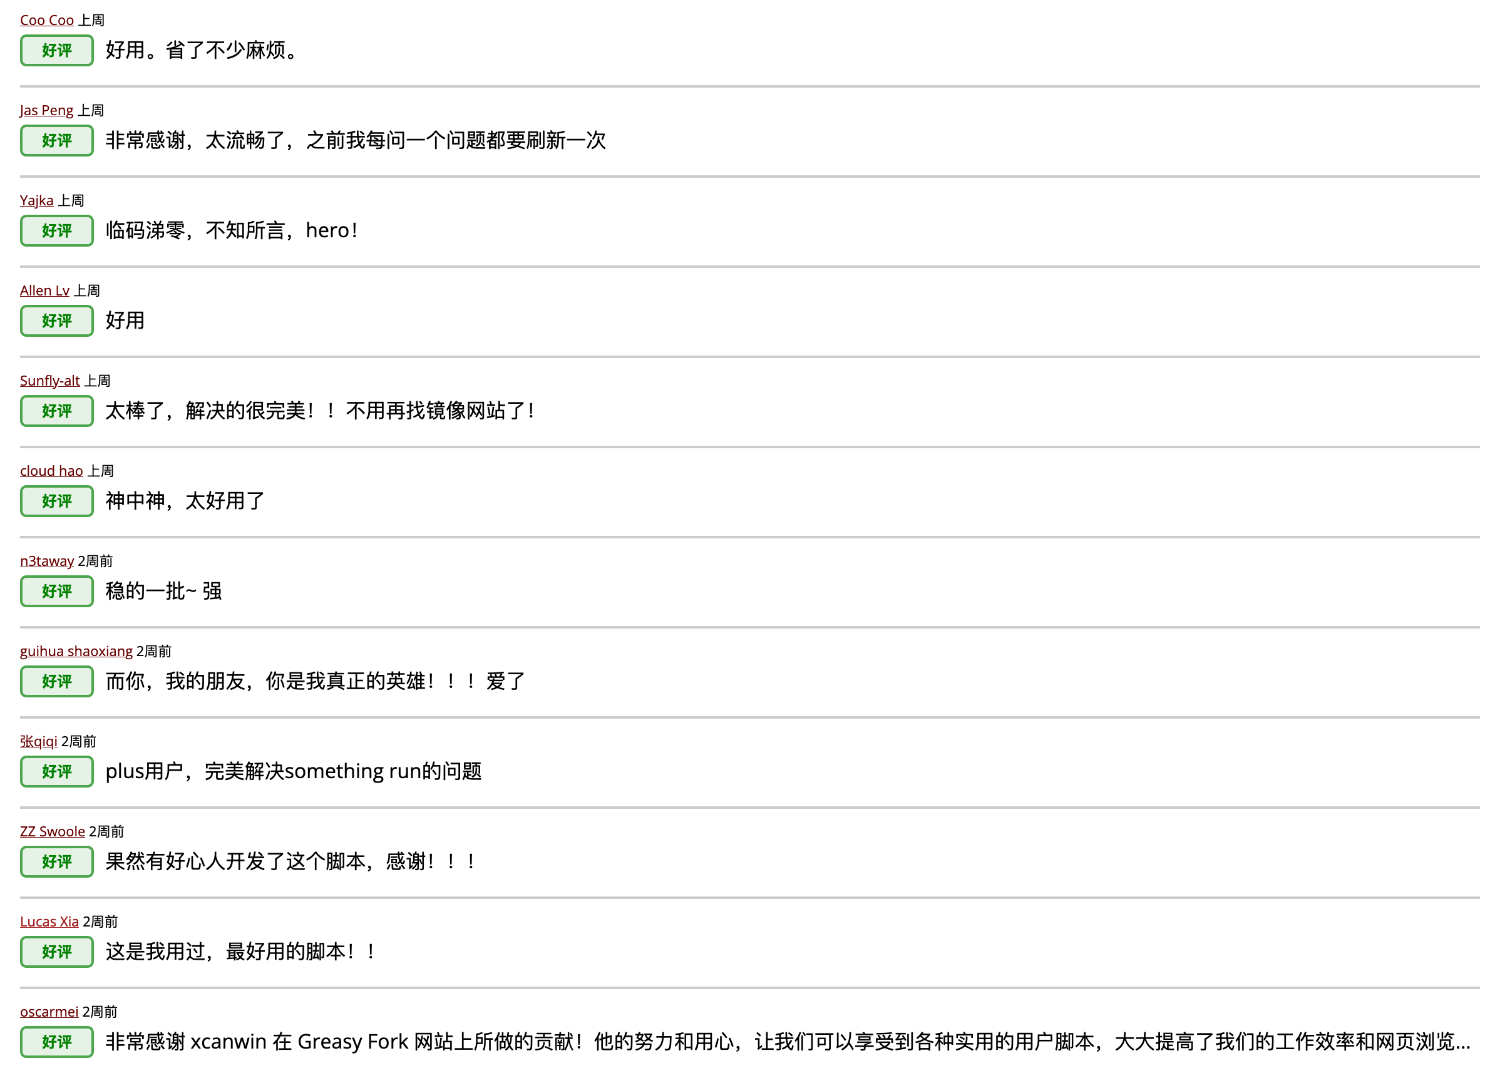 Coo Coo 上周
好评 好用。省了不少麻烦。
Jas Peng 上周
好评 非常感谢，太流畅了，之前我每问一个问题都要刷新一次
Yajka 上周
好评 临码涕零，不知所言，hero！
Allen Lv 上周
好评 好用
Sunfly-alt 上周
好评 太棒了，解决的很完美！！不用再找镜像网站了！
cloud hao 上周
好评 神中神，太好用了
n3taway 2周前
好评 稳的一批~ 强
guihua shaoxiang 2周前
好评 而你，我的朋友，你是我真正的英雄！！！爱了
张qiqi 2周前
好评 plus用户，完美解决something run的问题
ZZ Swoole 2周前
好评 果然有好心人开发了这个脚本，感谢！！！
Lucas Xia 2周前
好评 这是我用过，最好用的脚本！！
oscarmei 2周前
好评 非常感谢 xcanwin 在 Greasy Fork 网站上所做的贡献！他的努力和用心，让我们可以享受到各种实用的用户脚本，大大提高了我们的工作效率和网页浏览...